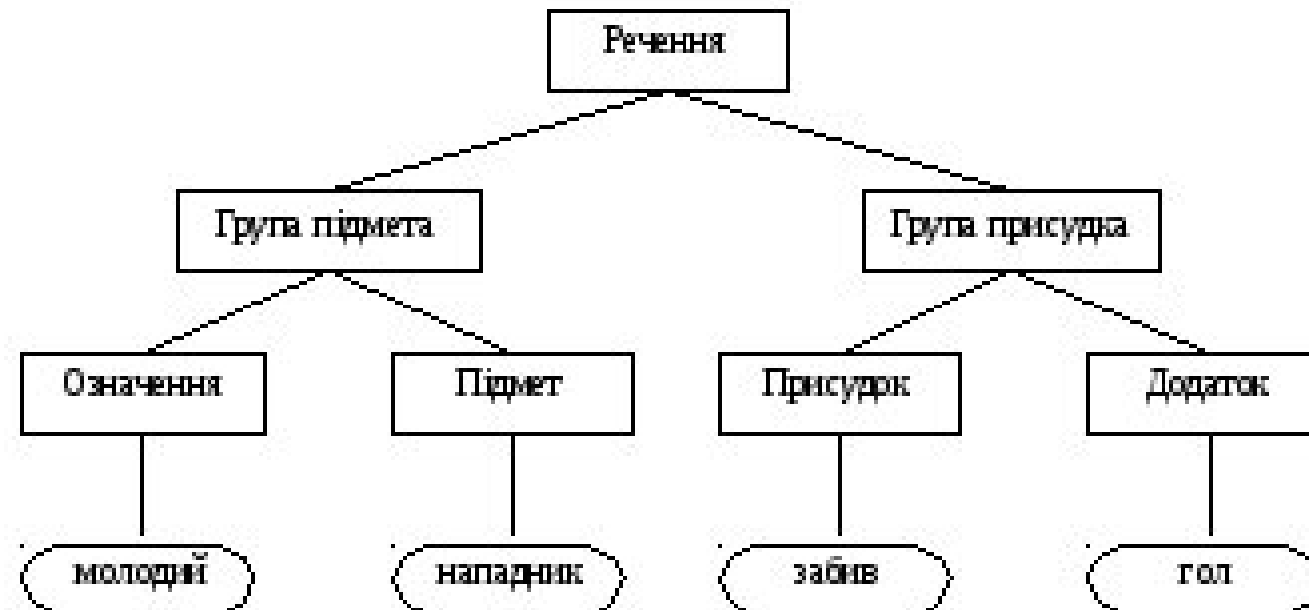 Речення
Група підмета
Група присудка
Означення
Підмет
Присудок
Додаток
молодий
нападник
забив
гол